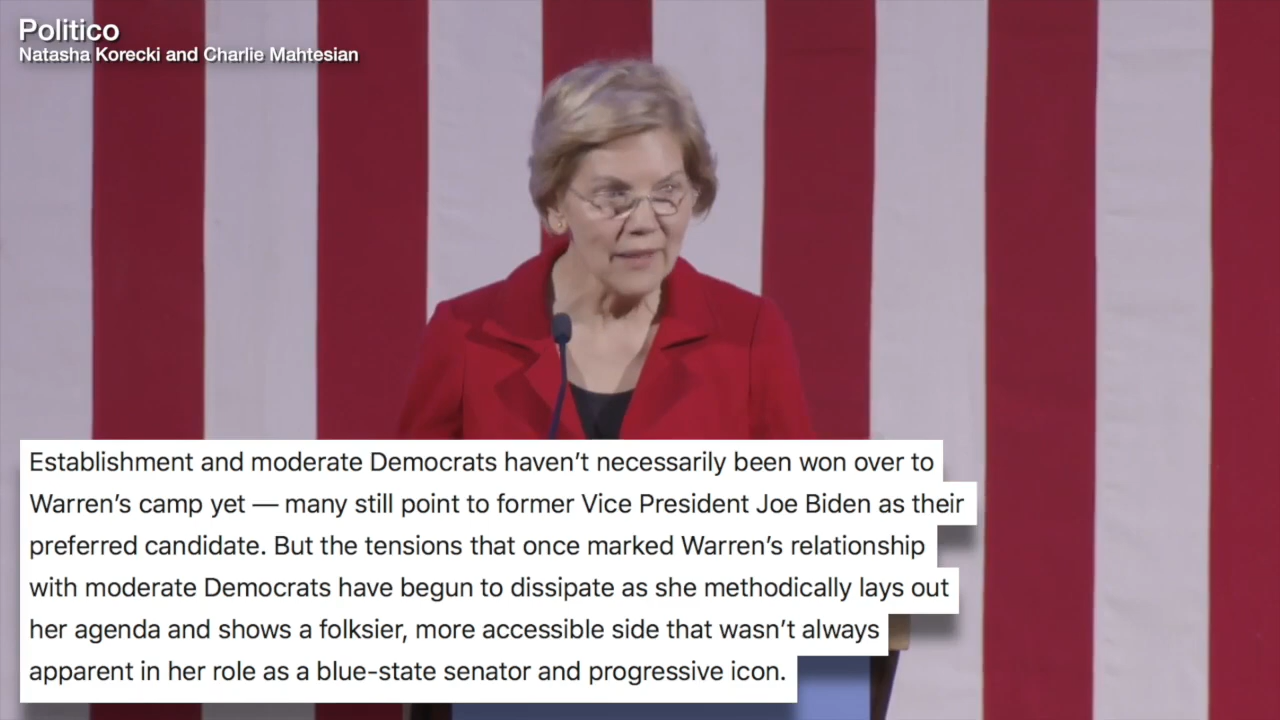 Politico
Natasha Korecki and Charlie Mahtesian
Establishment and moderate Democrats haven’t necessarily been won over to
Warren’s camp yet — many still point to former Vice President Joe Biden as their
preferred candidate. But the tensions that once marked Warren’s relationship
with moderate Democrats have begun to dissipate as she methodically lays out
her agenda and shows a folksier, more accessible side that wasn’t always
apparent in her role as a blue-state senator and progressive icon.